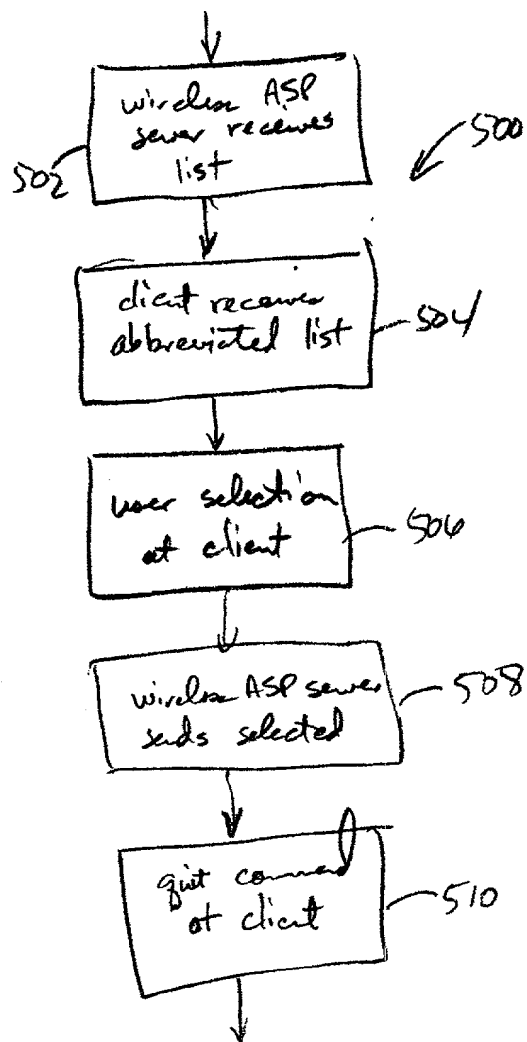 wireless ASP
server receives
list
502
500
client receives
abbreviated list
504
user selection
at client
506
wireless ASP server
sends selected
508
quit command
at client
510